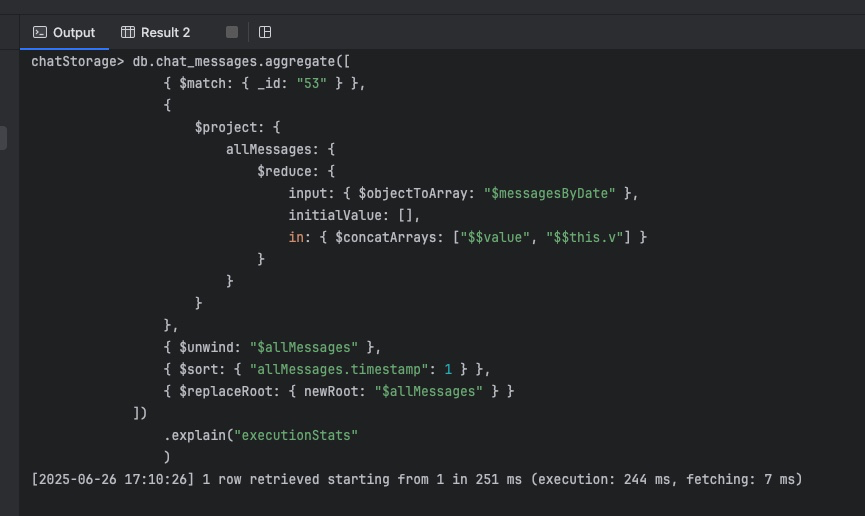 Output Result 2
chatStorage> db.chat_messages.aggregate([
{ $match: { _id: "53" } },
{
$project: {
allMessages: {
$reduce: {
input: { $objectToArray: "$messagesByDate" },
initialValue: [],
in: { $concatArrays: ["$$value", "$$this.v"] }
}
}
}
},
{ $unwind: "$allMessages" },
{ $sort: { "allMessages.timestamp": 1 } },
{ $replaceRoot: { newRoot: "$allMessages" } }
])
.explain("executionStats"
)
[2025-06-26 17:10:26] 1 row retrieved starting from 1 in 251 ms (execution: 244 ms, fetching: 7 ms)